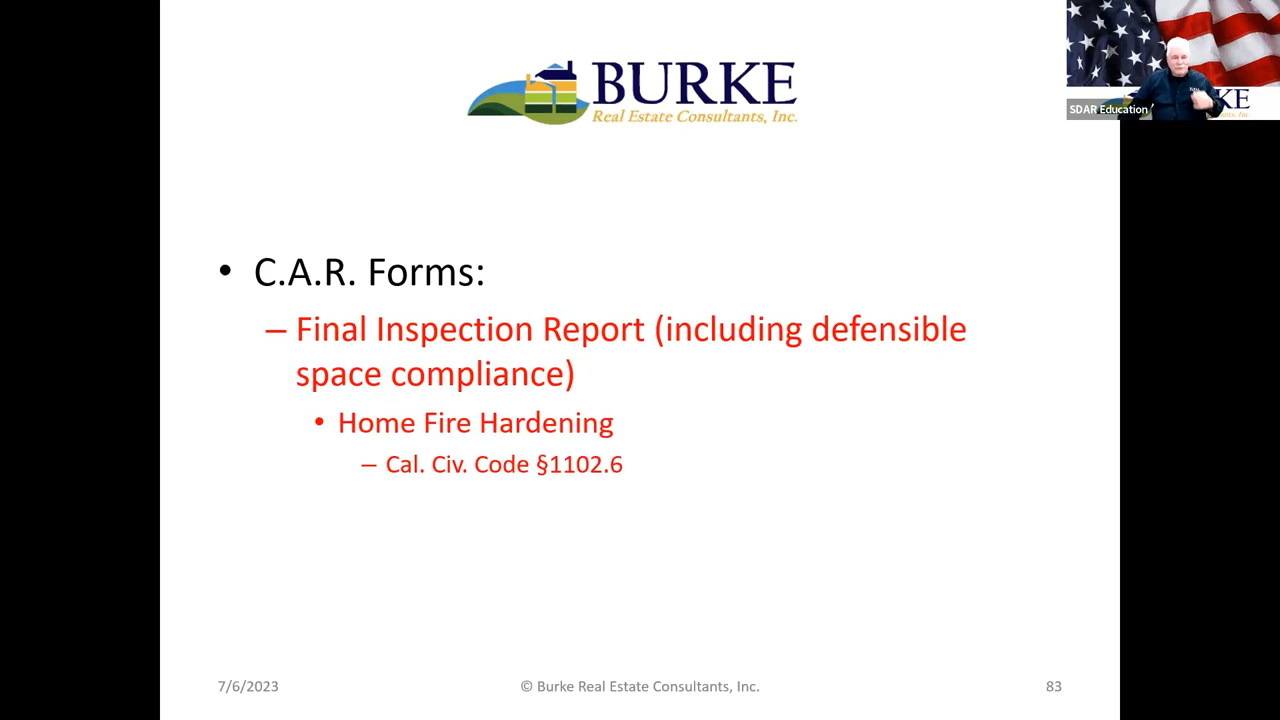 BURKE
Real Estate Consultants, Inc.
SDAR Education
KE
• C.A.R. Forms:
– Final Inspection Report (including defensible
space compliance)
• Home Fire Hardening
– Cal. Civ. Code §1102.6
7/6/2023
© Burke Real Estate Consultants, Inc.
83